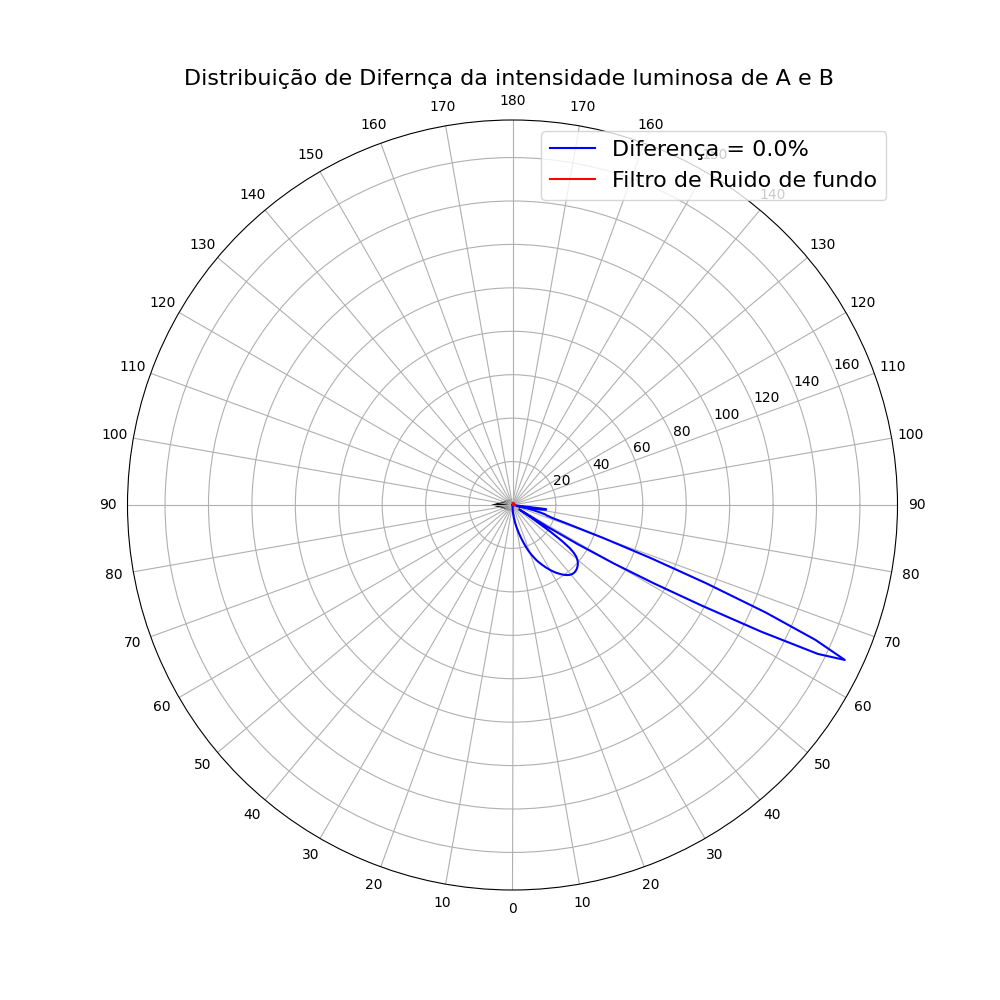 Distribuição de Difernça da intensidade luminosa de A e B
170 180 170
160 160
Diferença = 0.0%
150 150
Filtro de Ruido de fundo
140 140
130 130
120 120
110 160 110
140
120
100 100 100
80
60
40
20
90 90
80 80
70 70
60 60
50 50
40 40
30 30
20 20
10 0 10